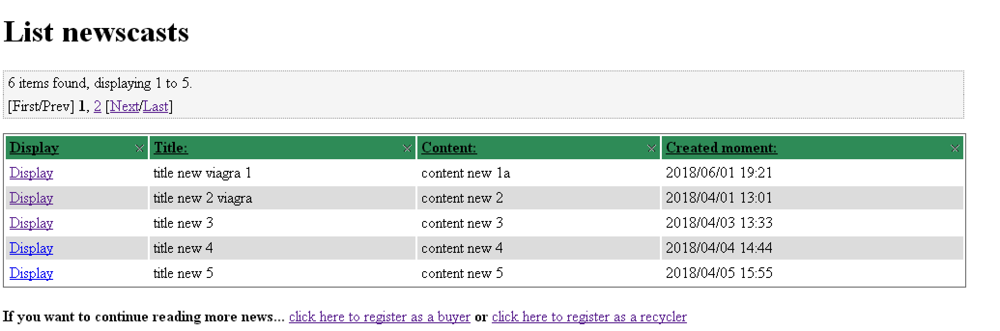 List newscasts
6 items found, displaying 1 to 5.
[First/Prev] 1, 2 [Next/Last]
Display Title: Content: Created moment:
Display title new viagra 1 content new 1a 2018/06/01 19:21
Display title new 2 viagra content new 2 2018/04/01 13:01
Display title new 3 content new 3 2018/04/03 13:33
Display title new 4 content new 4 2018/04/04 14:44
Display title new 5 content new 5 2018/04/05 15:55
If you want to continue reading more news... click here to register as a buyer or click here to register as a recycler